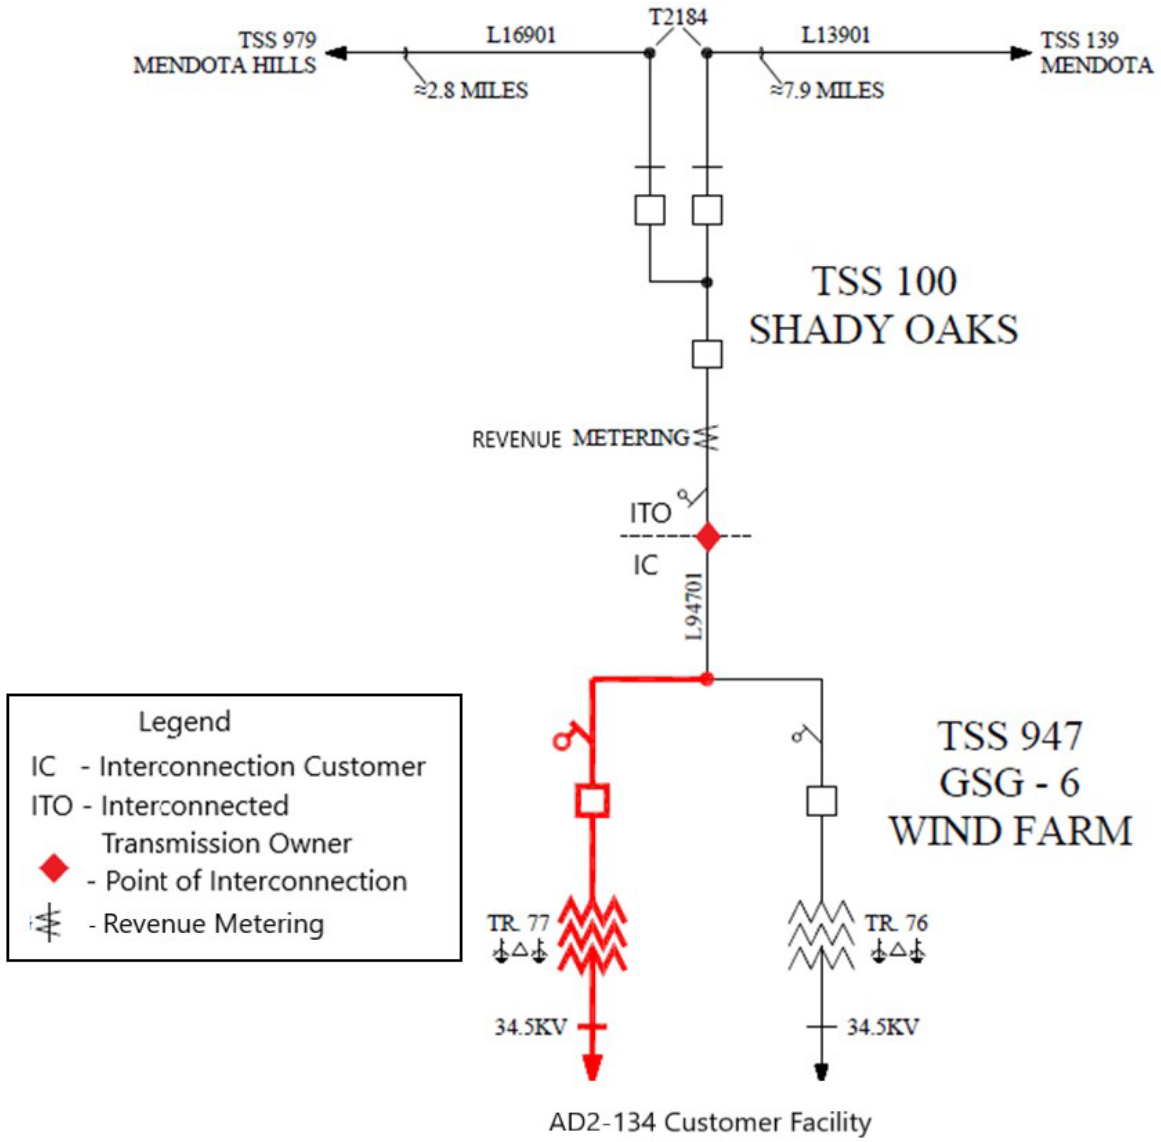 T2184
L16901
L13901
TSS 979
MENDOTA HILLS
TSS 139
MENDOTA
≈2.8 MILES
≈7.9 MILES
TSS 100
SHADY OAKS
REVENUE METERING
ITO
IC
L94701
Legend
IC - Interconnection Customer
ITO - Interconnected
Transmission Owner
- Point of Interconnection
- Revenue Metering
TSS 947
GSG - 6
WIND FARM
TR. 77
TR. 76
34.5KV
34.5KV
AD2-134 Customer Facility